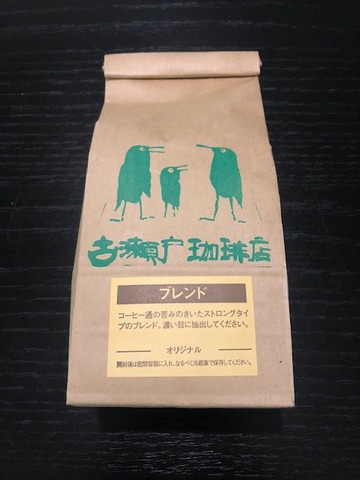 古瀬戸珈琲店
ブレンド
コーヒー通の苦みのきいたストロングタイ
プのブレンド。濃い目に抽出してください。
オリジナル
開封後は密閉容器に入れ、なるべく冷蔵庫で保存してください。